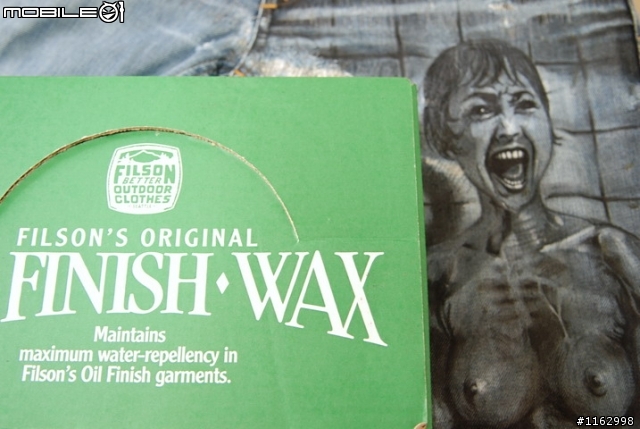 MOBILE01
FILSON
BETTER
OUTDOOR
CLOTHES
SEATTLE
FILSON'S ORIGINAL
FINISH WAX
Maintains
maximum water-repellency in
Filson's Oil Finish garments.
#1162998